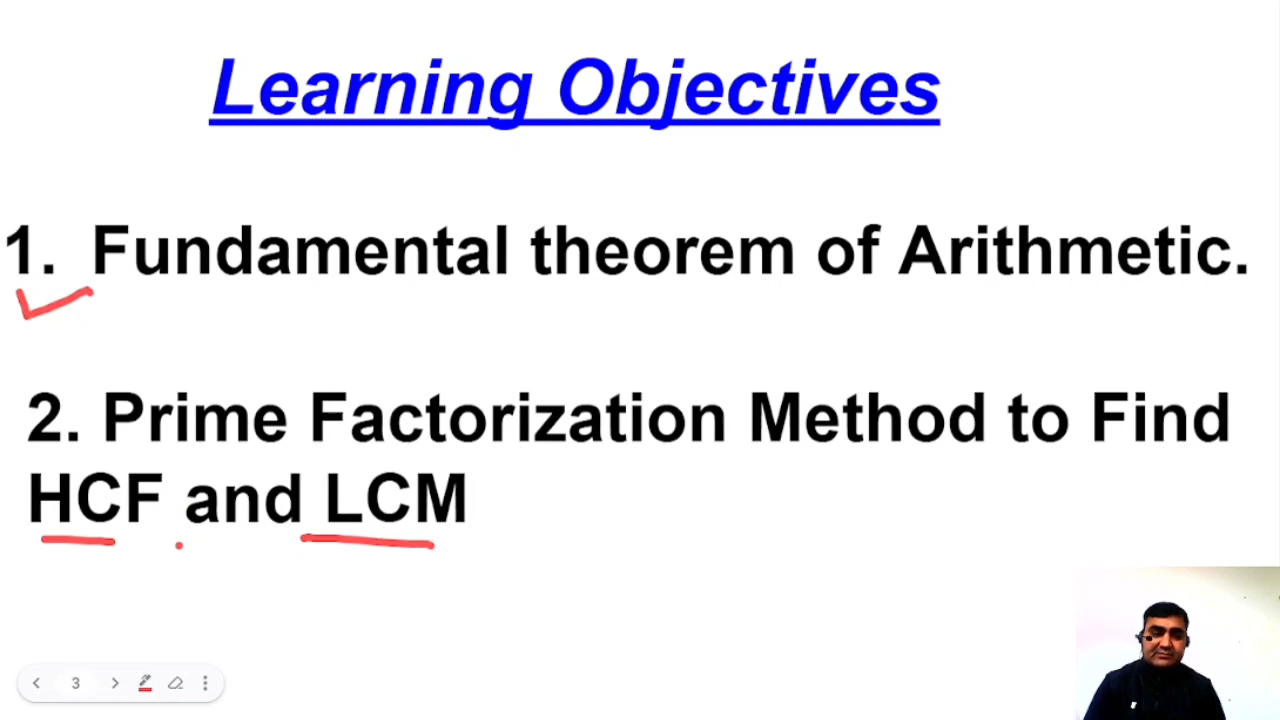 Learning Objectives
1. Fundamental theorem of Arithmetic.
2. Prime Factorization Method to Find
HCF and LCM
3